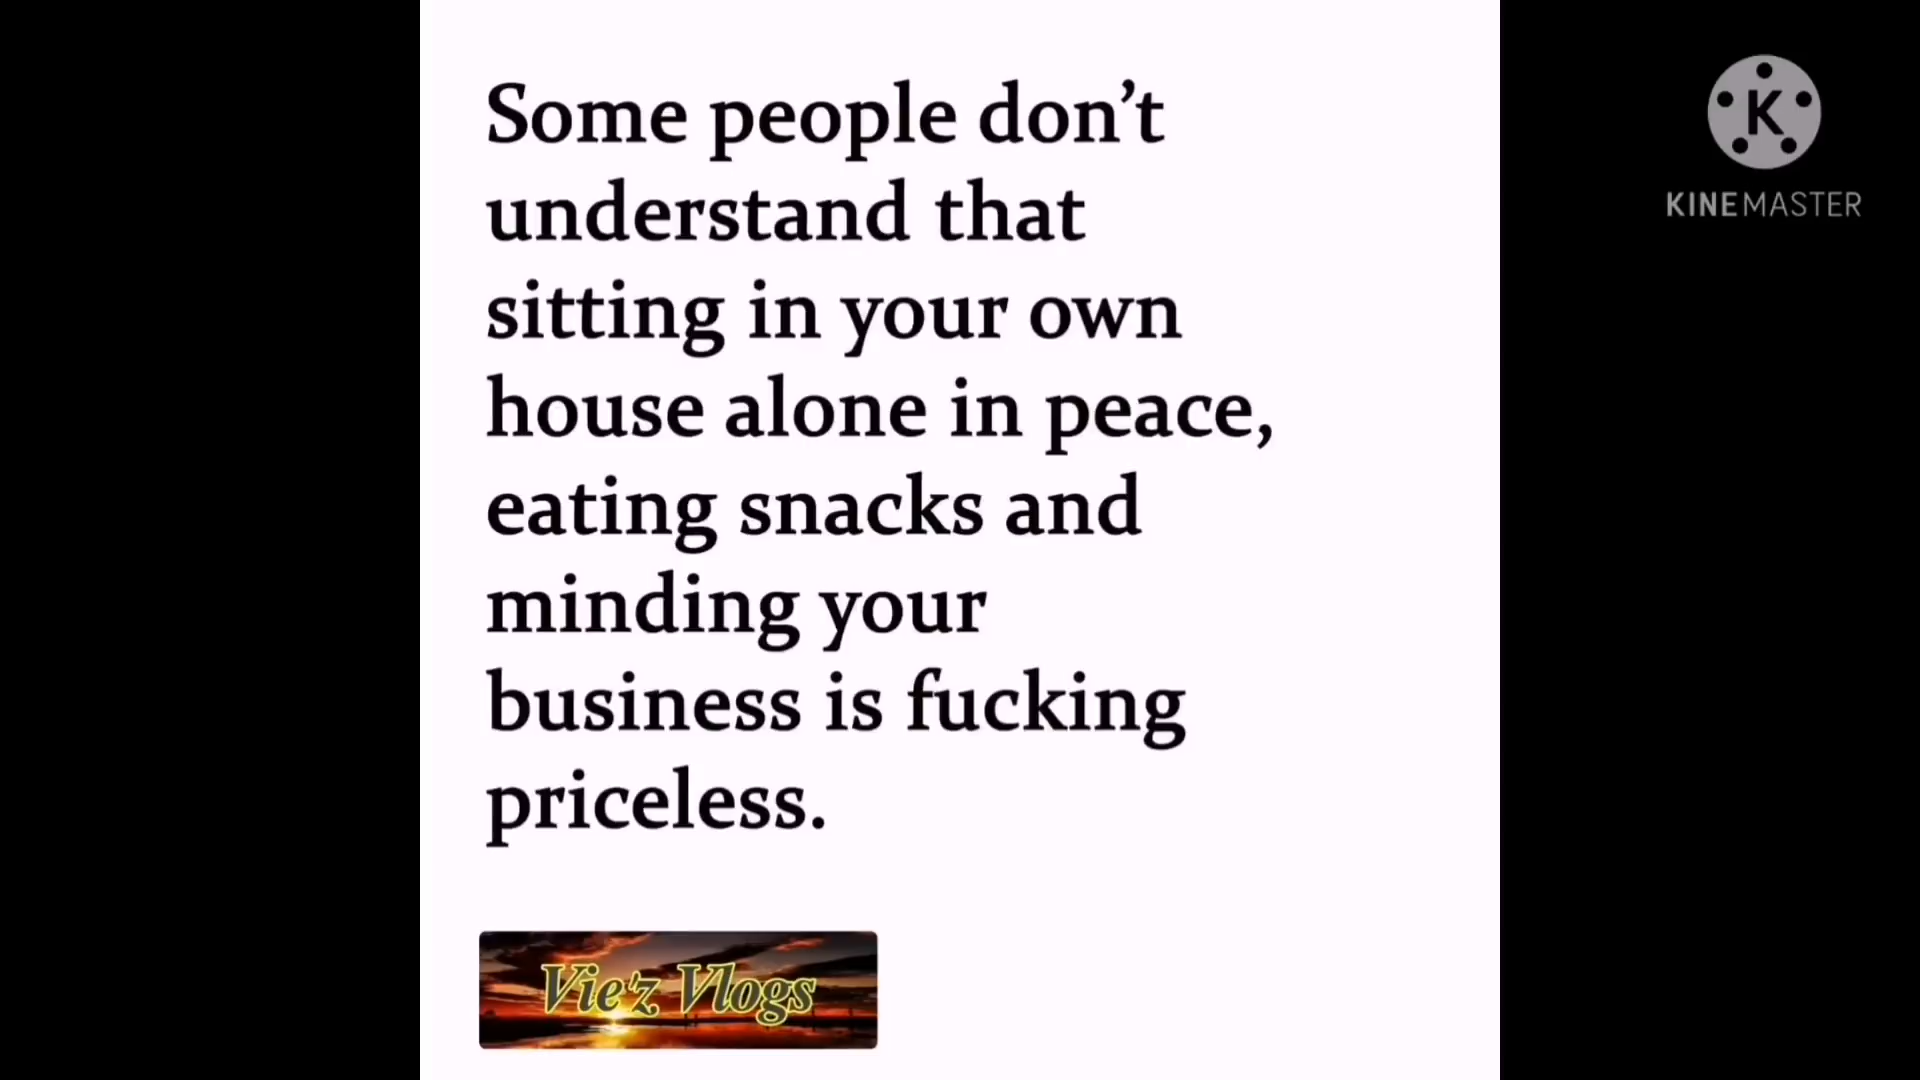 Some people don’t
understand that
sitting in your own
house alone in peace,
eating snacks and
minding your
business is fucking
priceless.
Vie'z Vlogs
K
KINEMASTER